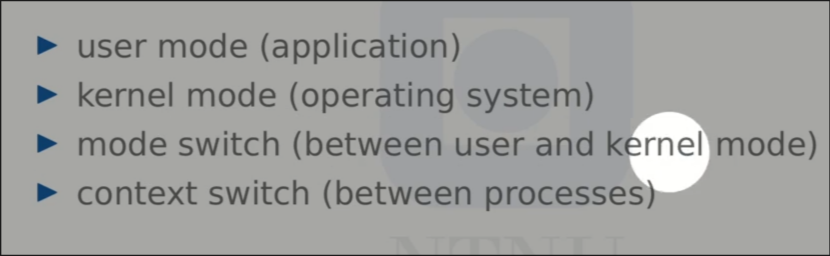 user mode (application)
kernel mode (operating system)
mode switch (between user and kernel mode)
context switch (between processes)
NTNU